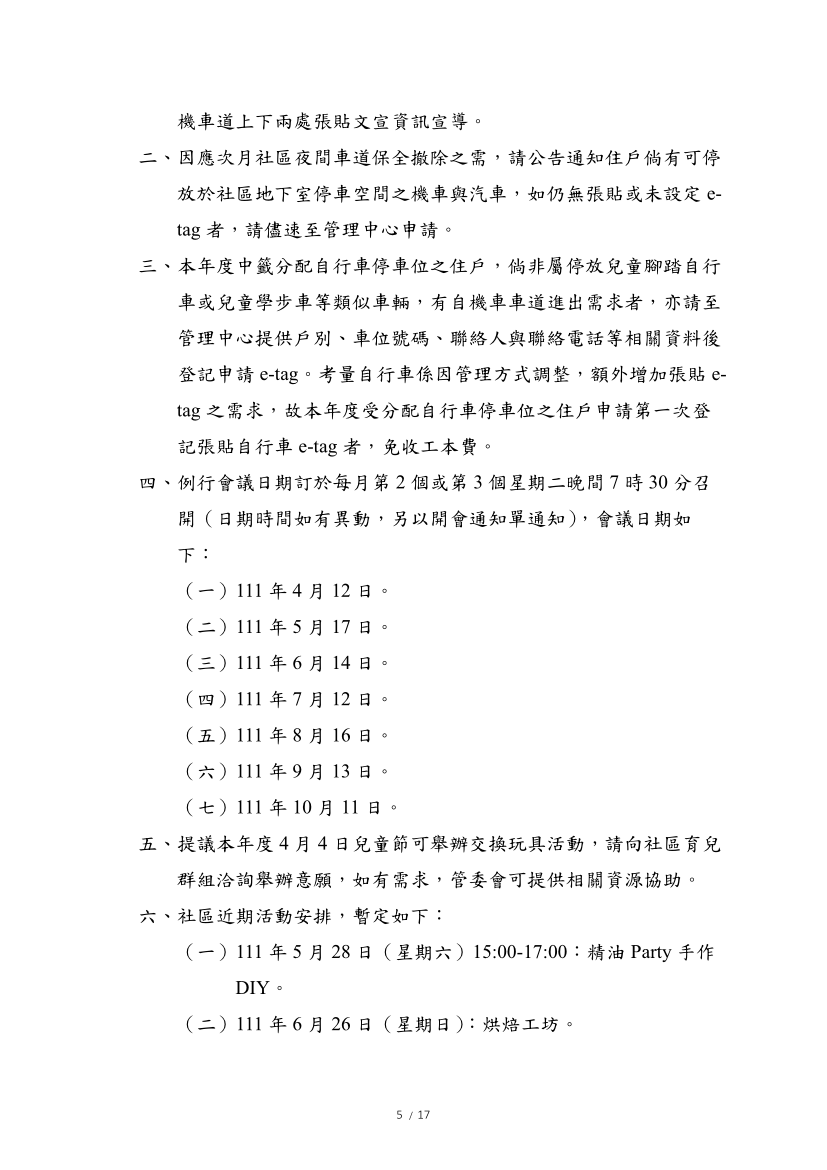 機車道上下兩處張貼文宣資訊宣導。
二、因應次月社區夜間車道保全撤除之需，請公告通知住戶倘有可停
放於社區地下室停車空間之機車與汽車，如仍無張貼或未設定 e-
tag 者，請儘速至管理中心申請。
三、本年度中籤分配自行車停車位之住戶，倘非屬停放兒童腳踏自行
車或兒童學步車等類似車輛，有自機車車道進出需求者，亦請至
管理中心提供戶別、車位號碼、聯絡人與聯絡電話等相關資料後
登記申請 e-tag。考量自行車係因管理方式調整，額外增加張貼 e-
tag 之需求，故本年度受分配自行車停車位之住戶申請第一次登
記張貼自行車 e-tag 者，免收工本費。
四、例行會議日期訂於每月第 2 個或第 3 個星期二晚間 7 時 30 分召
開（日期時間如有異動，另以開會通知單通知），會議日期如
下：
（一）111 年 4 月 12 日。
（二）111 年 5 月 17 日。
（三）111 年 6 月 14 日。
（四）111 年 7 月 12 日。
（五）111 年 8 月 16 日。
（六）111 年 9 月 13 日。
（七）111 年 10 月 11 日。
五、提議本年度 4 月 4 日兒童節可舉辦交換玩具活動，請向社區育兒
群組洽詢舉辦意願，如有需求，管委會可提供相關資源協助。
六、社區近期活動安排，暫定如下：
（一）111 年 5 月 28 日（星期六）15:00-17:00：精油 Party 手作
DIY。
（二）111 年 6 月 26 日（星期日）：烘焙工坊。
5 / 17